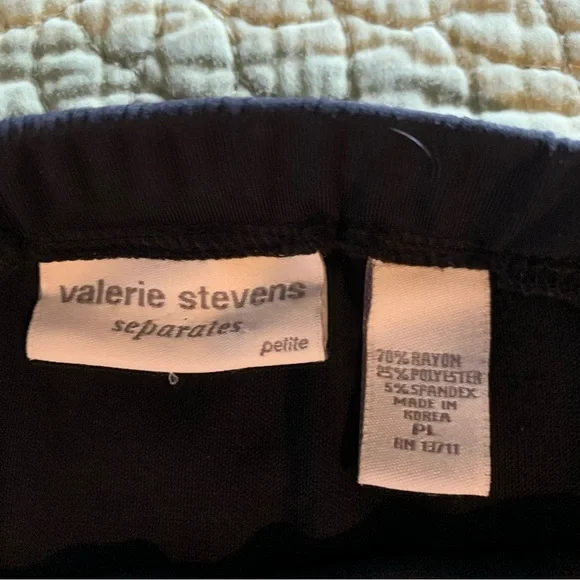 valerie stevens
separates
petite
70% RAYON
25% POLYESTER
5% SPANDEX
MADE IN
KOREA
PL
RN 13711